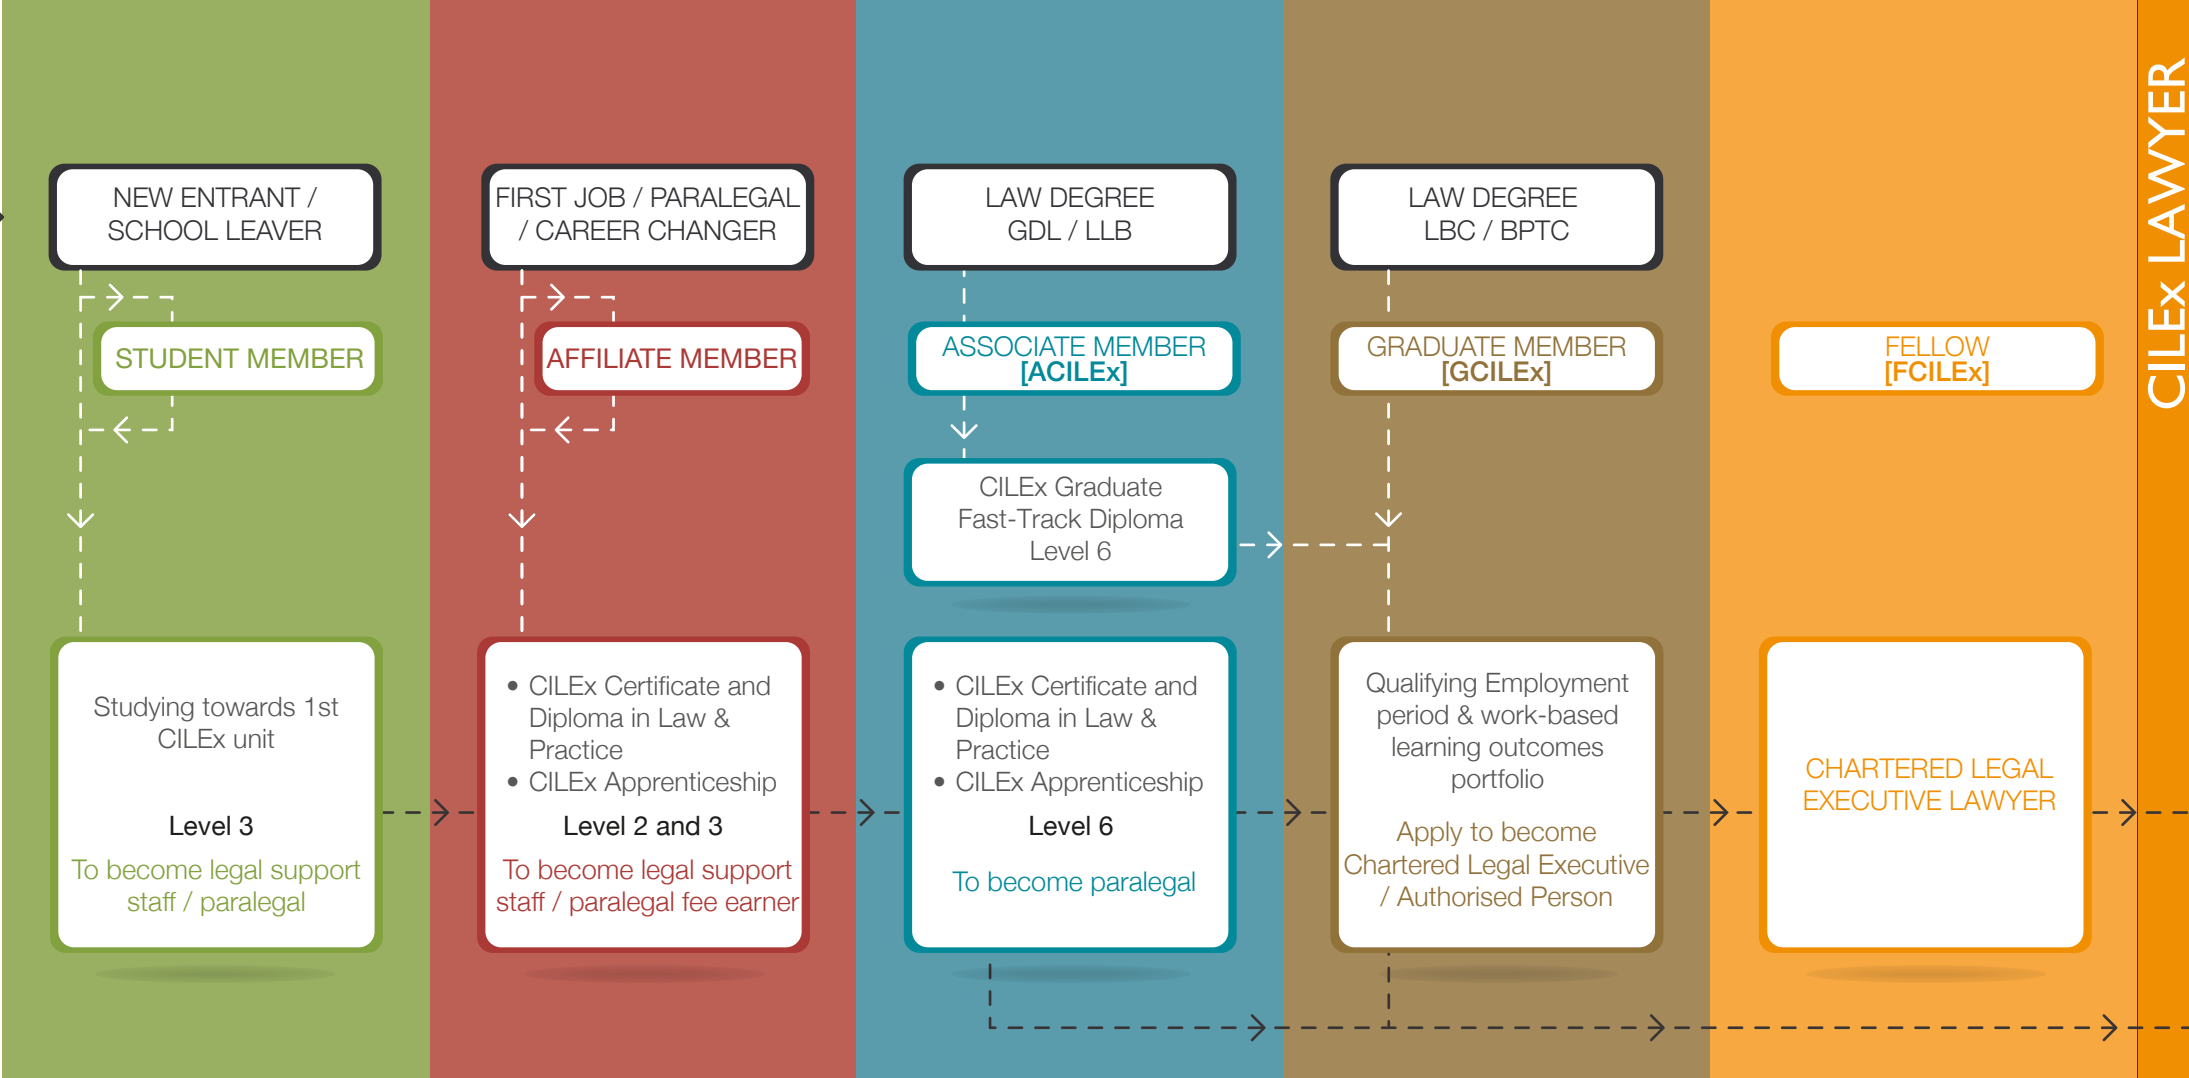 NEW ENTRANT /
SCHOOL LEAVER
STUDENT MEMBER
Studying towards 1st
CILEx unit
Level 3
To become legal support
staff / paralegal
FIRST JOB / PARALEGAL
/ CAREER CHANGER
AFFILIATE MEMBER
• CILEx Certificate and
Diploma in Law &
Practice
• CILEx Apprenticeship
Level 2 and 3
To become legal support
staff / paralegal fee earner
LAW DEGREE
GDL / LLB
ASSOCIATE MEMBER
[ACILEx]
CILEx Graduate
Fast-Track Diploma
Level 6
• CILEx Certificate and
Diploma in Law &
Practice
• CILEx Apprenticeship
Level 6
To become paralegal
LAW DEGREE
LBC / BPTC
GRADUATE MEMBER
[GCILEx]
Qualifying Employment
period & work-based
learning outcomes
portfolio
Apply to become
Chartered Legal Executive
/ Authorised Person
FELLOW
[FCILEx]
CHARTERED LEGAL
EXECUTIVE LAWYER
CILEx LAWYER